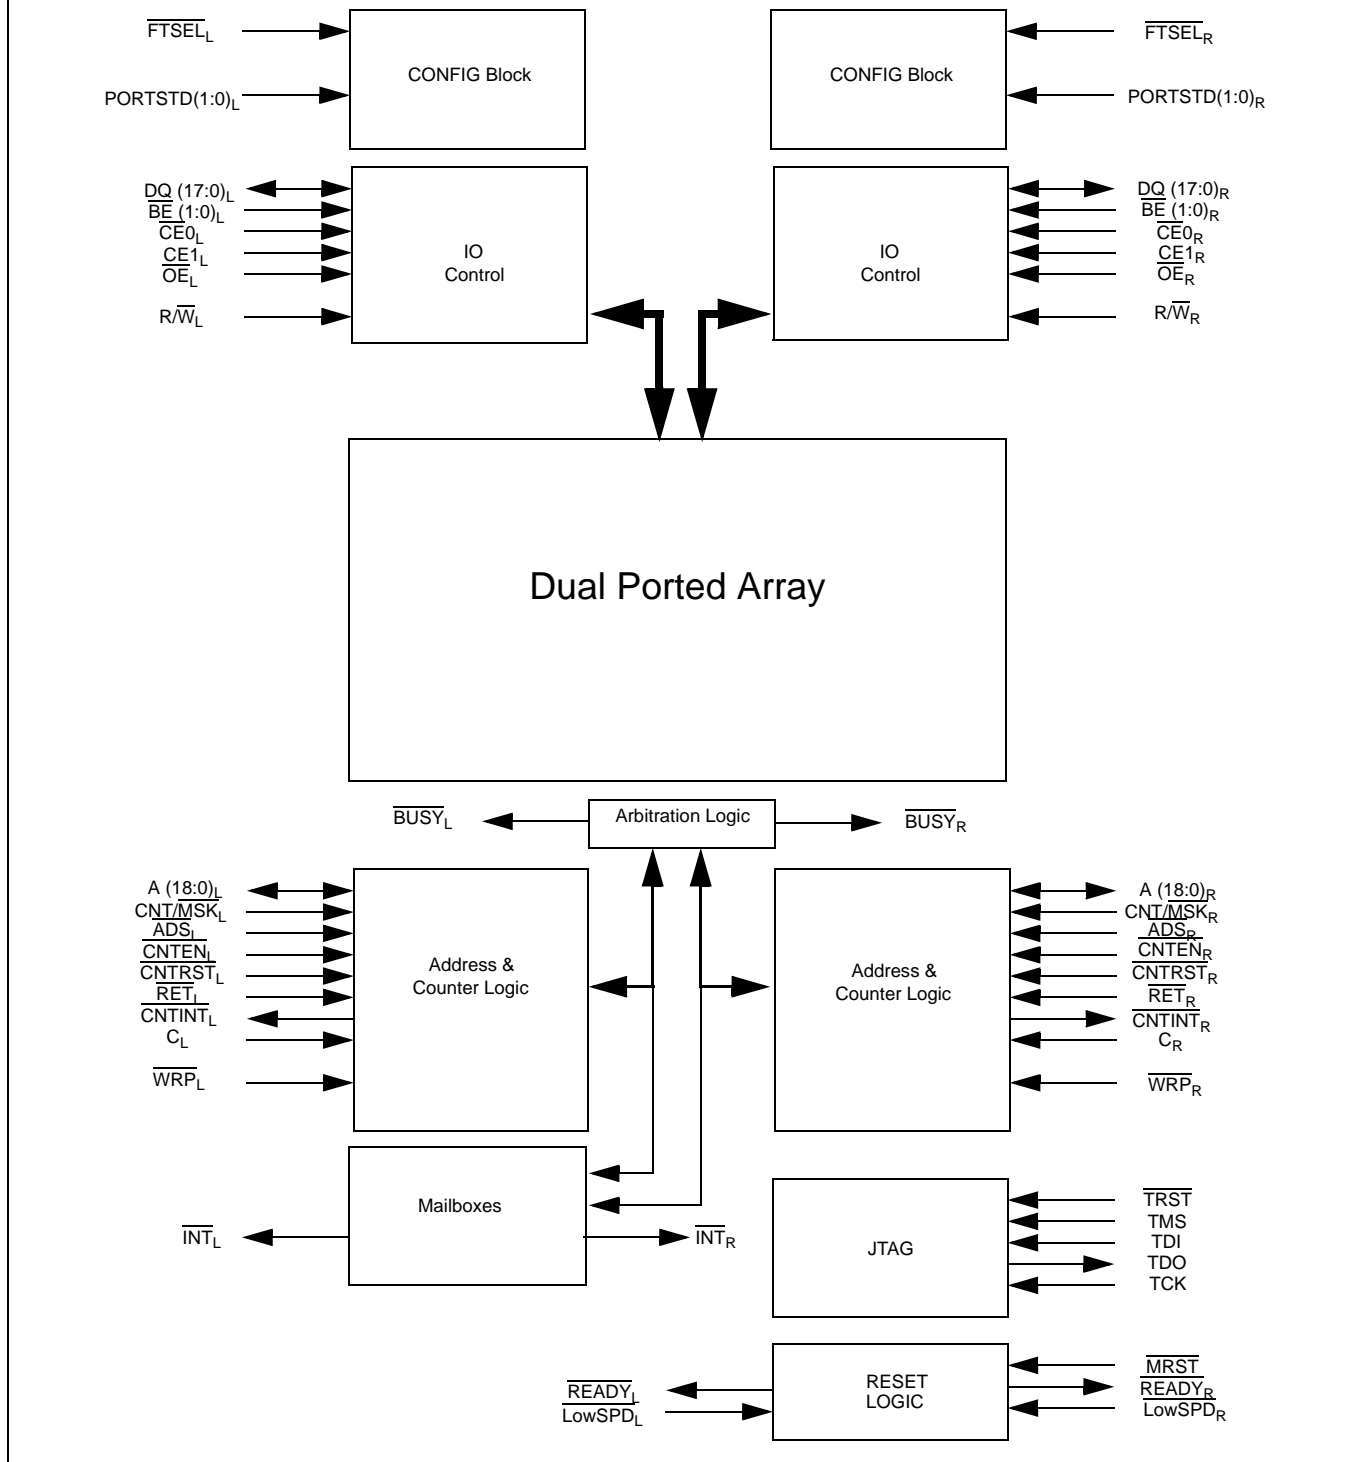 FTSEL_L
CONFIG Block
CONFIG Block
FTSEL_R
PORTSTD(1:0)_L
PORTSTD(1:0)_R
DQ (17:0)_L
BE (1:0)_L
CE0_L
CE1_L
OE_L
R/W_L
IO
Control
IO
Control
DQ (17:0)_R
BE (1:0)_R
CE0_R
CE1_R
OE_R
R/W_R
Dual Ported Array
BUSY_L
Arbitration Logic
BUSY_R
A (18:0)_L
CNT/MSK_L
ADS_L
CNTEN_L
CNTRST_L
RET_L
CNTINT_L
C_L
WRP_L
Address &
Counter Logic
Address &
Counter Logic
A (18:0)_R
CNT/MSK_R
ADS_R
CNTEN_R
CNTRST_R
RET_R
CNTINT_R
C_R
WRP_R
INT_L
Mailboxes
INT_R
JTAG
TRST
TMS
TDI
TDO
TCK
READY_L
LowSPD_L
RESET
LOGIC
MRST
READY_R
LowSPD_R